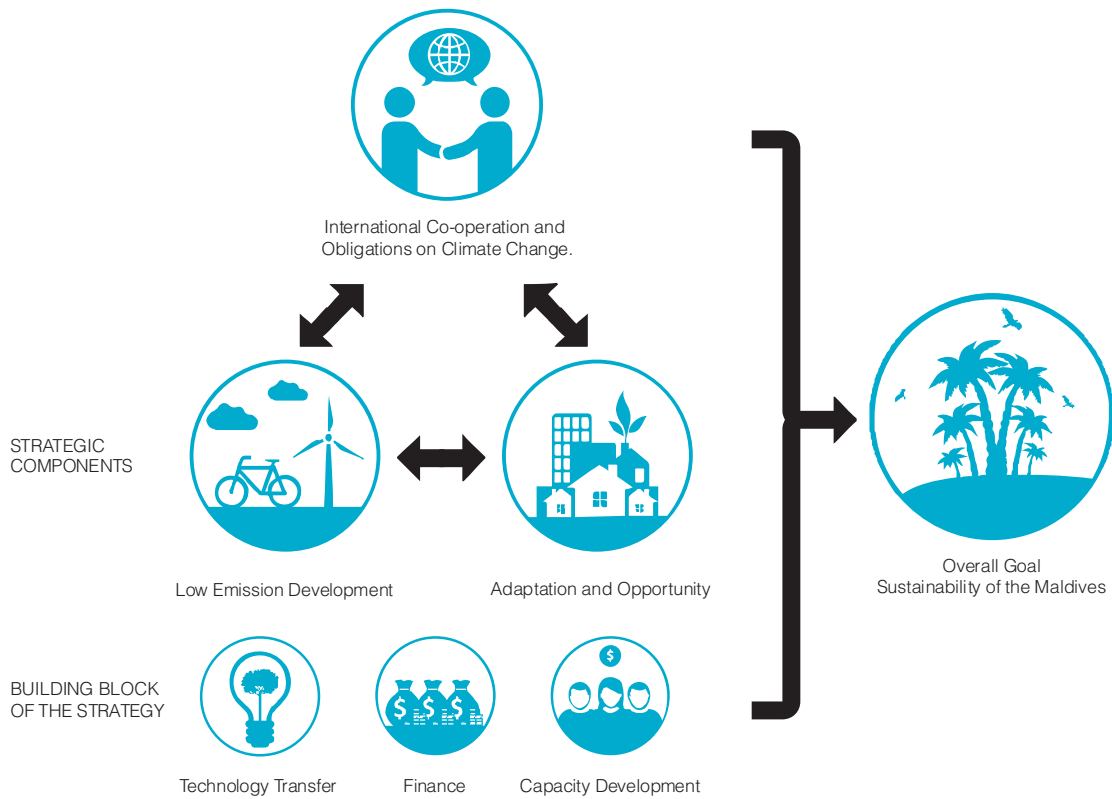 International Co-operation and
Obligations on Climate Change.
STRATEGIC
COMPONENTS
Low Emission Development
Adaptation and Opportunity
Overall Goal
Sustainability of the Maldives
BUILDING BLOCK
OF THE STRATEGY
$
$ $ $
Technology Transfer
Finance
Capacity Development